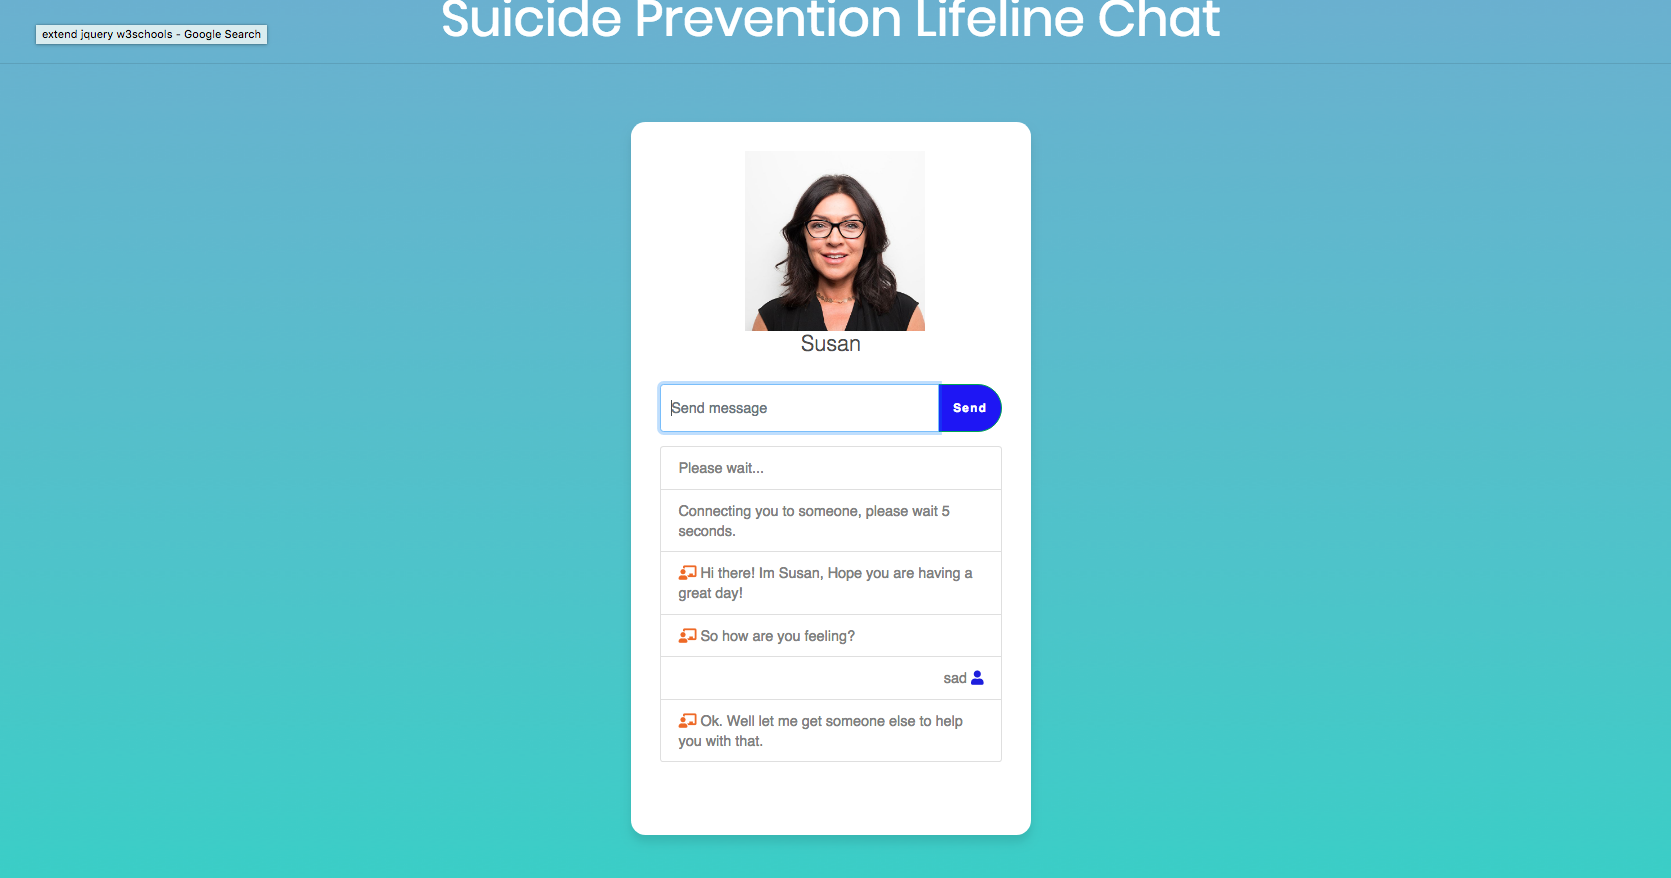 Suicide Prevention Lifeline Chat
extend jquery w3schools - Google Search
Susan
Send message
Send
Please wait...
Connecting you to someone, please wait 5
seconds.
Hi there! Im Susan, Hope you are having a
great day!
So how are you feeling?
sad
Ok. Well let me get someone else to help
you with that.